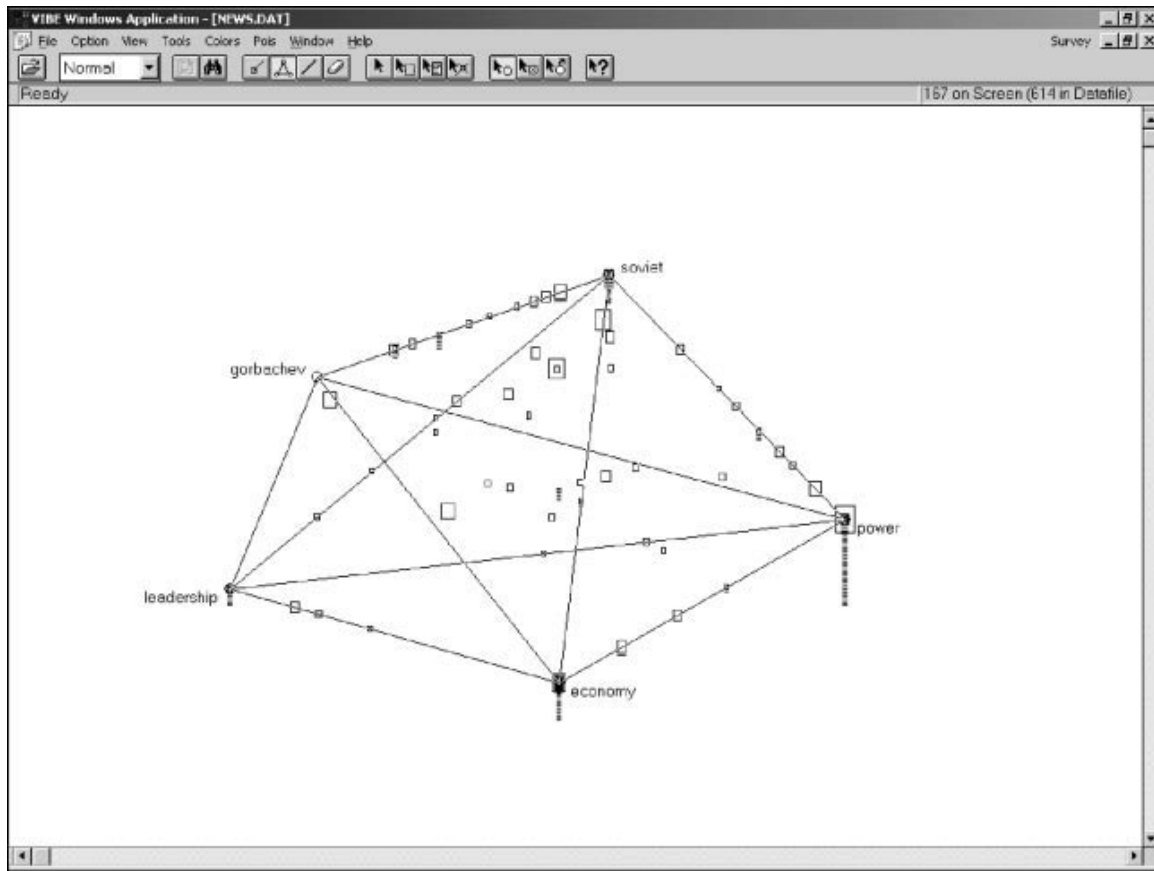 VIBE Windows Application - [NEWS.DAT]
File Option View Tools Colors Pois Window Help Survey
Normal
Ready 167 on Screen (614 in Datafile)
soviet
gorbachev
power
leadership
economy